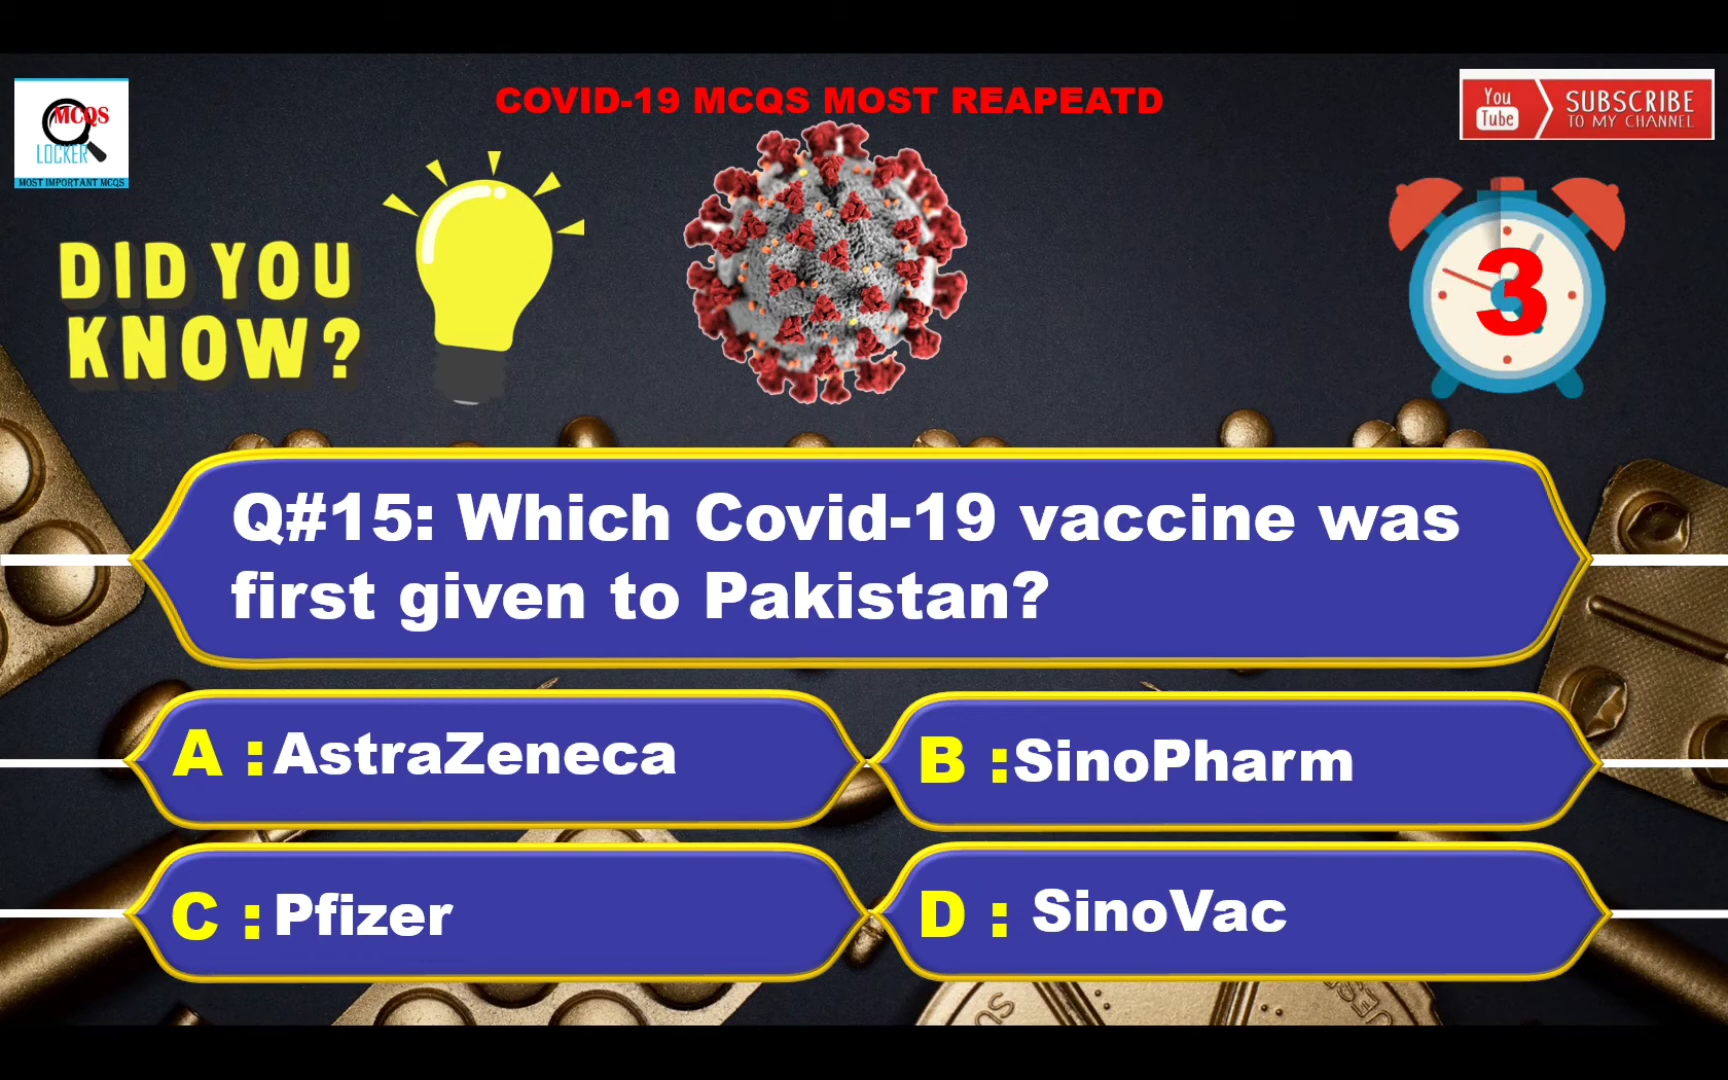 COVID-19 MCQS MOST REAPEATD
MCQS
LOCKER
MOST IMPORTANT MCQS
You
Tube
SUBSCRIBE
TO MY CHANNEL
DID YOU
KNOW?
3
Q#15: Which Covid-19 vaccine was
first given to Pakistan?
A : AstraZeneca
B :SinoPharm
C : Pfizer
D : SinoVac